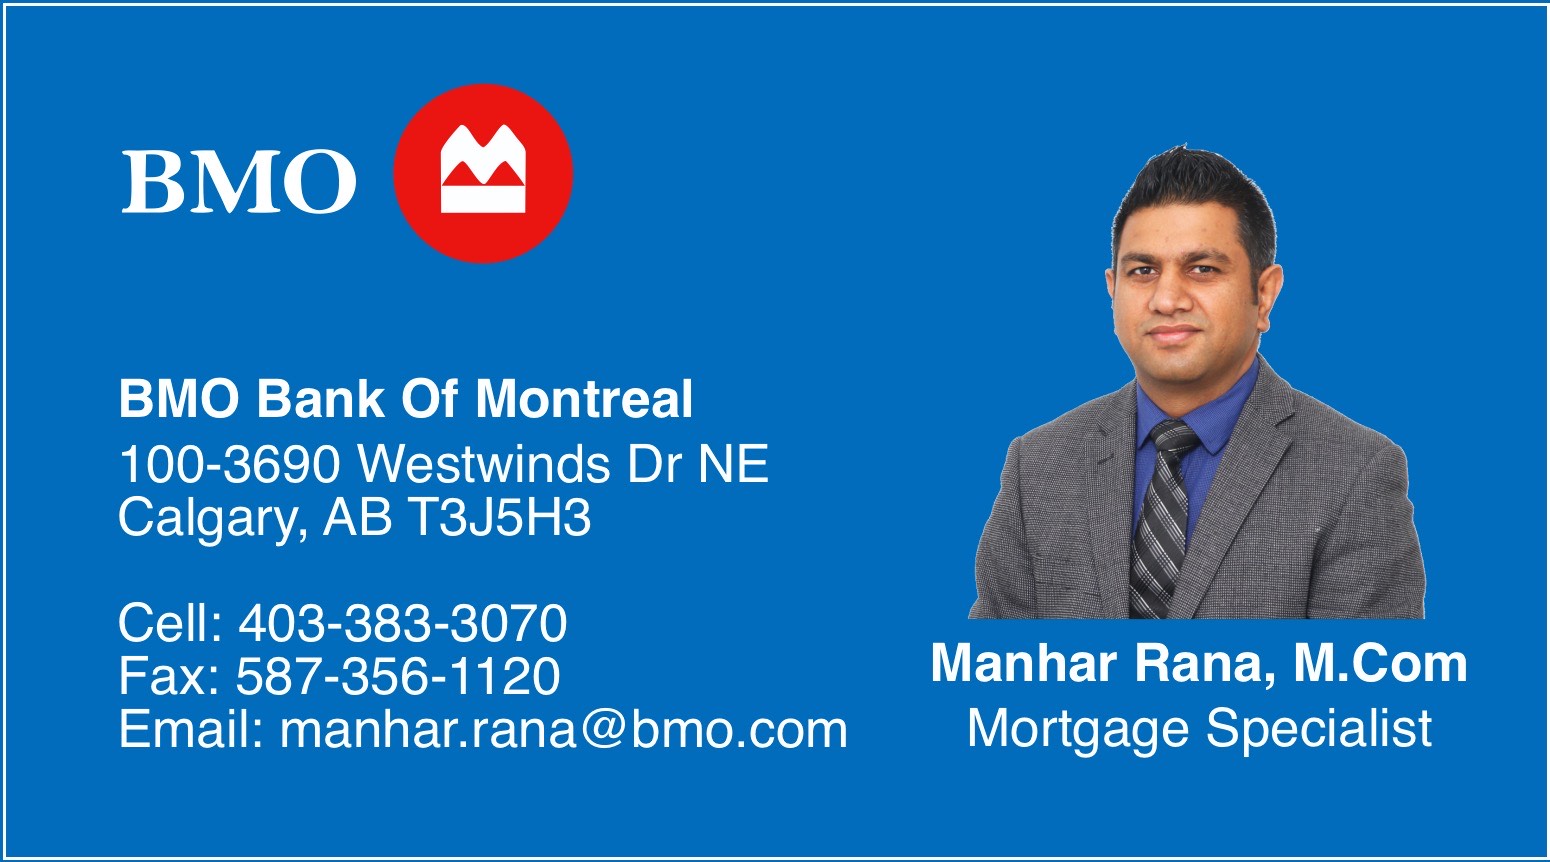 BMO
BMO Bank Of Montreal
100-3690 Westwinds Dr NE
Calgary, AB T3J5H3
Cell: 403-383-3070
Fax: 587-356-1120
Email: manhar.rana@bmo.com
Manhar Rana, M.Com
Mortgage Specialist